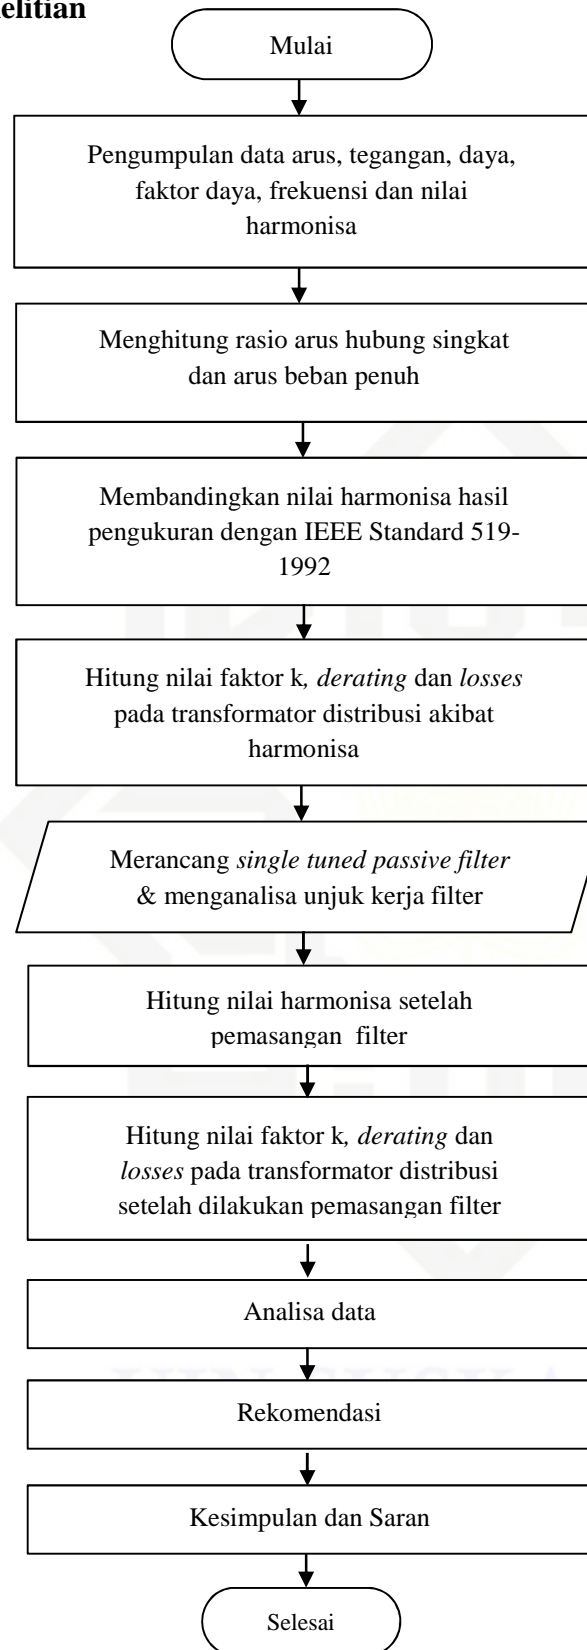 elitian
Mulai
Pengumpulan data arus, tegangan, daya,
faktor daya, frekuensi dan nilai
harmonisa
Menghitung rasio arus hubung singkat
dan arus beban penuh
Membandingkan nilai harmonisa hasil
pengukuran dengan IEEE Standard 519-
1992
Hitung nilai faktor k, derating dan losses
pada transformator distribusi akibat
harmonisa
Merancang single tuned passive filter
& menganalisa unjuk kerja filter
Hitung nilai harmonisa setelah
pemasangan filter
Hitung nilai faktor k, derating dan
losses pada transformator distribusi
setelah dilakukan pemasangan filter
Analisa data
Rekomendasi
Kesimpulan dan Saran
Selesai